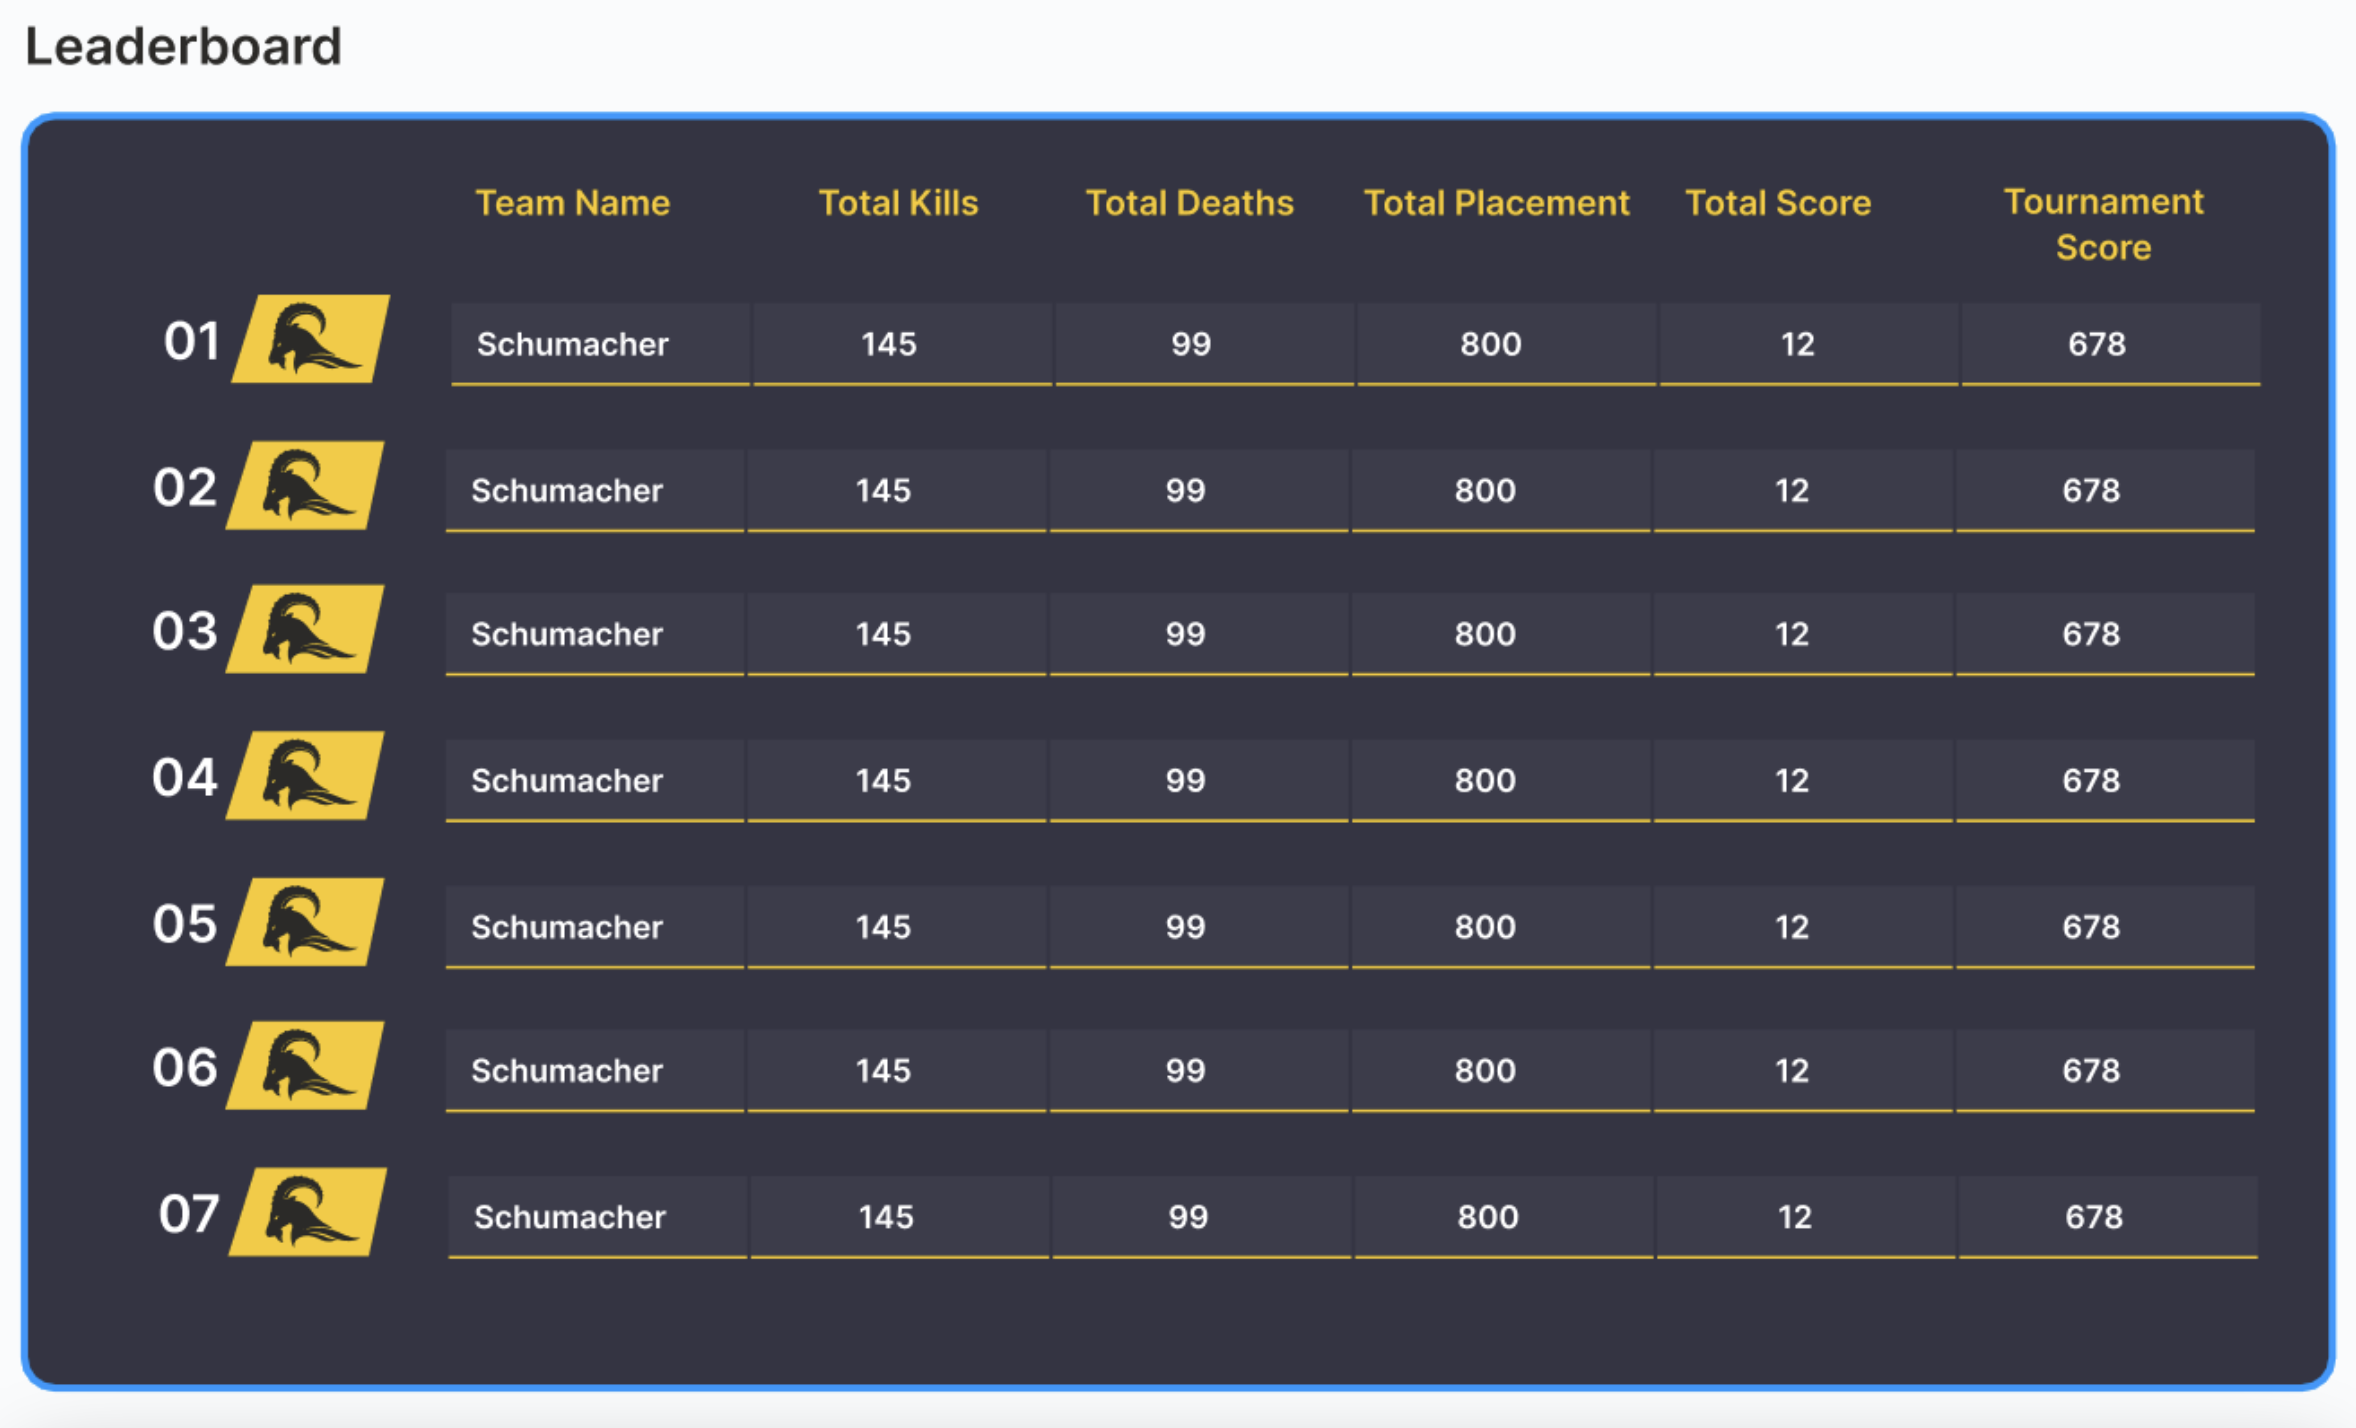 Leaderboard
Team Name Total Kills Total Deaths Total Placement Total Score Tournament Score
01 Schumacher 145 99 800 12 678
02 Schumacher 145 99 800 12 678
03 Schumacher 145 99 800 12 678
04 Schumacher 145 99 800 12 678
05 Schumacher 145 99 800 12 678
06 Schumacher 145 99 800 12 678
07 Schumacher 145 99 800 12 678